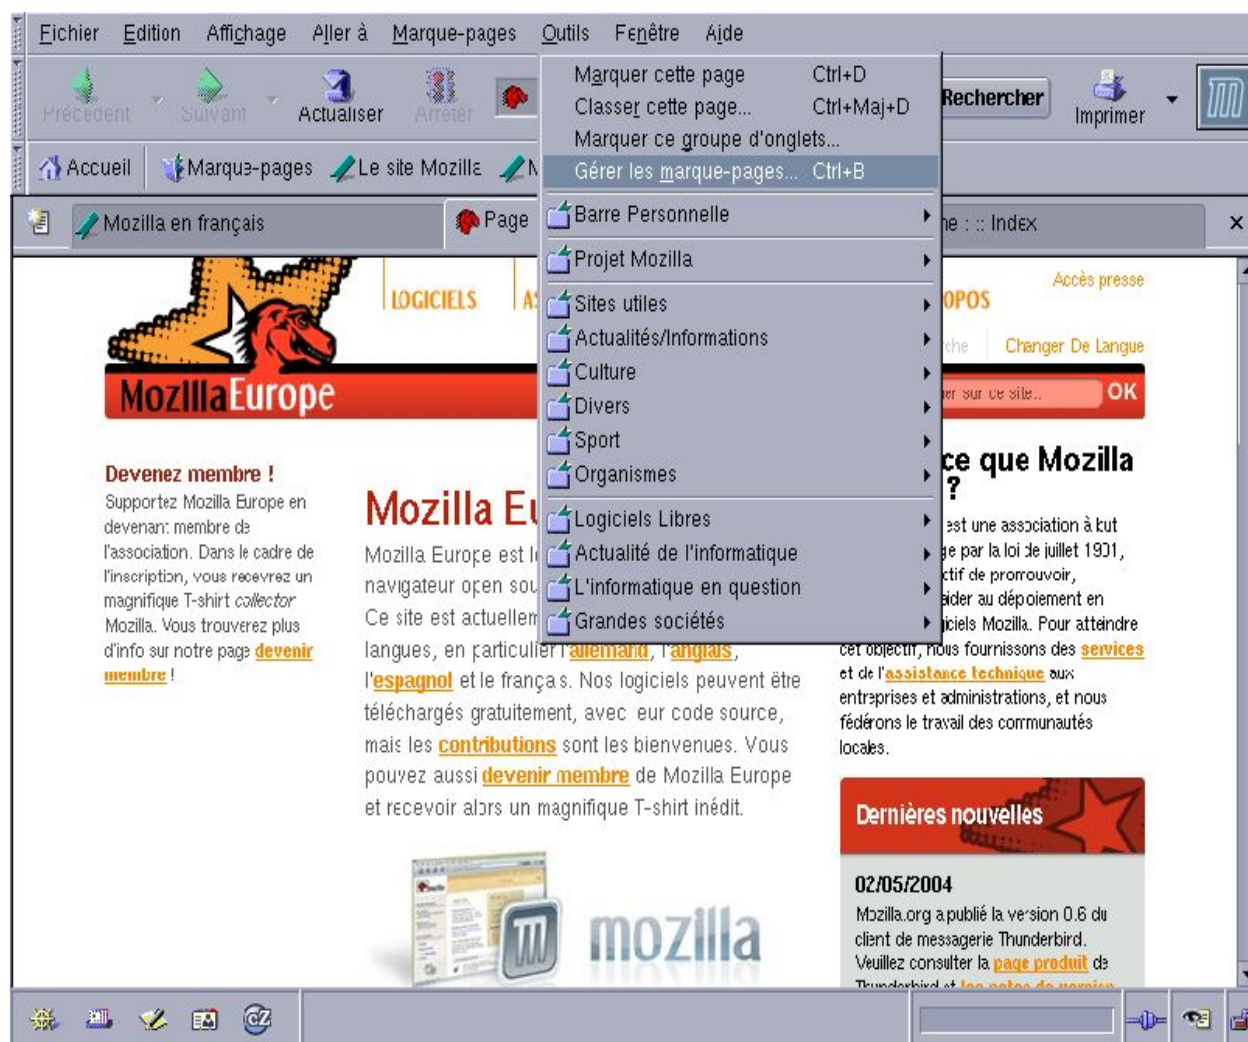 Fichier Edition Affichage Aller à Marque-pages Outils Fenêtre Aide
Précédent Suivant Actualiser Arrêter Rechercher Imprimer
Accueil Marque-pages Le site Mozilla
Mozilla en français Page Index
Marquer cette page Ctrl+D
Classer cette page... Ctrl+Maj+D
Marquer ce groupe d'onglets...
Gérer les marque-pages... Ctrl+B
Barre Personnelle
Projet Mozilla
Sites utiles
Actualités/Informations
Culture
Divers
Sport
Organismes
Logiciels Libres
Actualité de l'informatique
L'informatique en question
Grandes sociétés
LOGICIELS
Accès presse
Changer De Langue
MozillaEurope
sur ce site.. OK
Devenez membre !
Supportez Mozilla Europe en
devenant membre de
l'association. Dans le cadre de
l'inscription, vous recevrez un
magnifique T-shirt collector
Mozilla. Vous trouverez plus
d'info sur notre page devenir
membre !
Mozilla
Mozilla Europe est
navigateur open
Ce site est
langues, en particulier l'allemand, l'anglais,
l'espagnol et le français. Nos logiciels peuvent être
téléchargés gratuitement, avec leur code source,
mais les contributions sont les bienvenues. Vous
pouvez aussi devenir membre de Mozilla Europe
et recevoir alors un magnifique T-shirt inédit.
mozilla
ce que Mozilla
?
est une association à but
par la loi de juillet 1901,
de promouvoir,
aider au déploiement en
Mozilla. Pour atteindre
cet objectif, nous fournissons des services
et de l'assistance technique aux
entreprises et administrations, et nous
fédérons le travail des communautés
locales.
Dernières nouvelles
02/05/2004
Mozilla.org a publié la version 0.6 du
client de messagerie Thunderbird.
Veuillez consulter la page produit de
Thunderbird et les notes de version